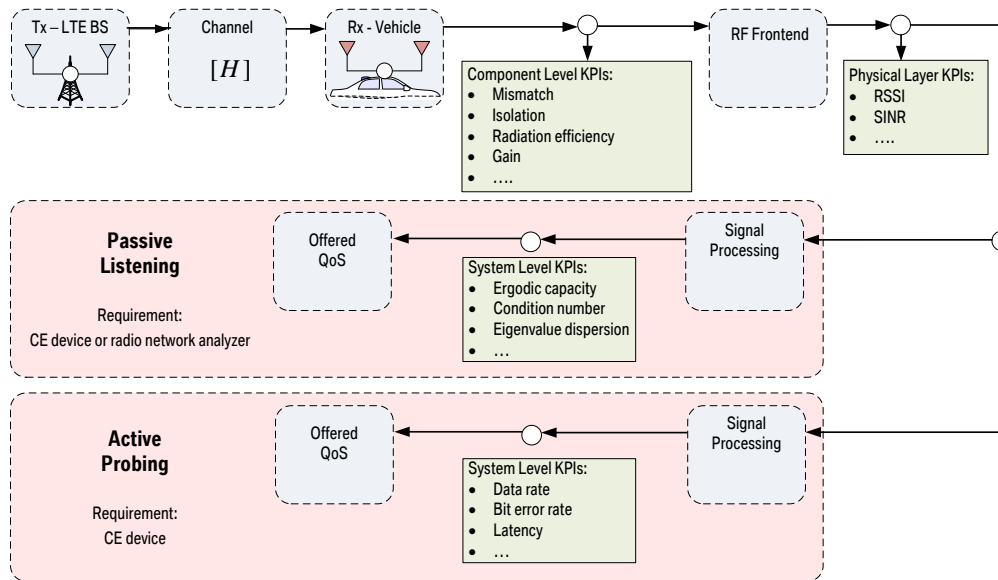 Tx – LTE BS
Channel
[H]
Rx - Vehicle
RF Frontend
Component Level KPIs:
● Mismatch
● Isolation
● Radiation efficiency
● Gain
● ....
Physical Layer KPIs:
● RSSI
● SINR
● ....
Passive
Listening
Requirement:
CE device or radio network analyzer
Offered
QoS
System Level KPIs:
● Ergodic capacity
● Condition number
● Eigenvalue dispersion
● ...
Signal
Processing
Active
Probing
Requirement:
CE device
Offered
QoS
System Level KPIs:
● Data rate
● Bit error rate
● Latency
● ...
Signal
Processing